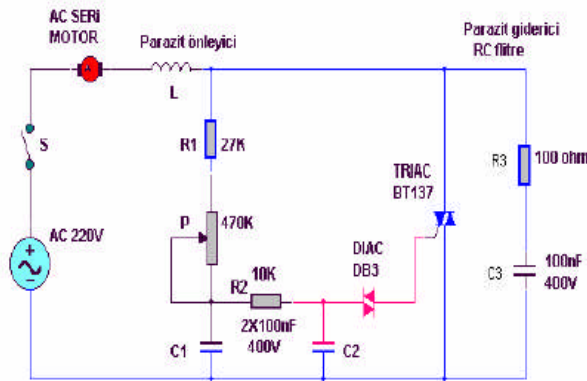 AC SERİ
MOTOR
Parazit önleyici
L
Parazit giderici
RC flitre
S
R1
27K
R3
100 ohm
TRIAC
BT137
P
470K
AC 220V
DIAC
DB3
10K
R2
C3
100nF
400V
2X100nF
400V
C1
C2